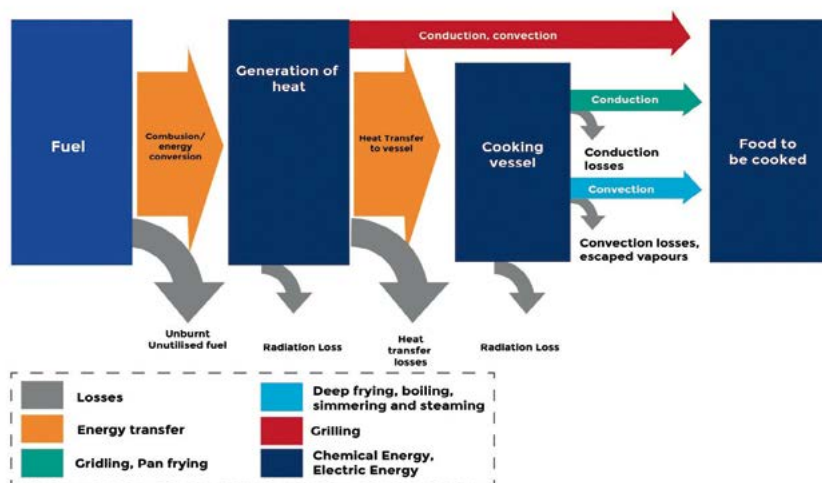 Conduction, convection
Generation of
heat
Fuel
Combusion/
energy
conversion
Heat Transfer
to vessel
Cooking
vessel
Conduction
Conduction
losses
Convection
Convection losses,
escaped vapours
Food to
be cooked
Unburnt
Unutilised fuel
Radiation Loss
Heat
transfer
losses
Radiation Loss
Losses
Energy transfer
Gridling, Pan frying
Deep frying, boiling,
simmering and steaming
Grilling
Chemical Energy,
Electric Energy